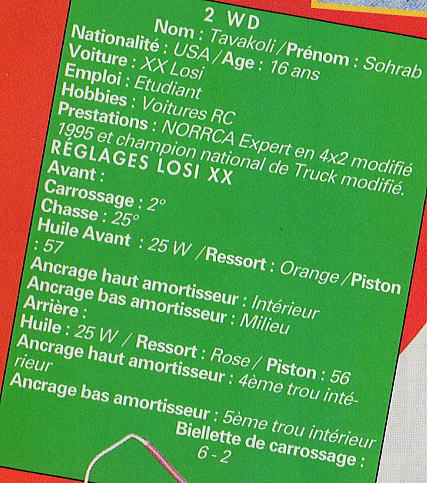 2 WD
Nom : Tavakoli / Prénom : Sohrab
Nationalité : USA / Age : 16 ans
Voiture : XX Losi
Emploi : Etudiant
Hobbies : Voitures RC
Prestations : NORRCA Expert en 4x2 modifié
1995 et champion national de Truck modifié.
RÉGLAGES LOSI XX
Avant :
Carrossage : 2°
Chasse : 25°
Huile Avant : 25 W / Ressort : Orange / Piston
: 57
Ancrage haut amortisseur : Intérieur
Ancrage bas amortisseur : Milieu
Arrière :
Huile : 25 W / Ressort : Rose / Piston : 56
Ancrage haut amortisseur : 4ème trou inté-
rieur
Ancrage bas amortisseur : 5ème trou intérieur
Biellette de carrossage :
6 - 2